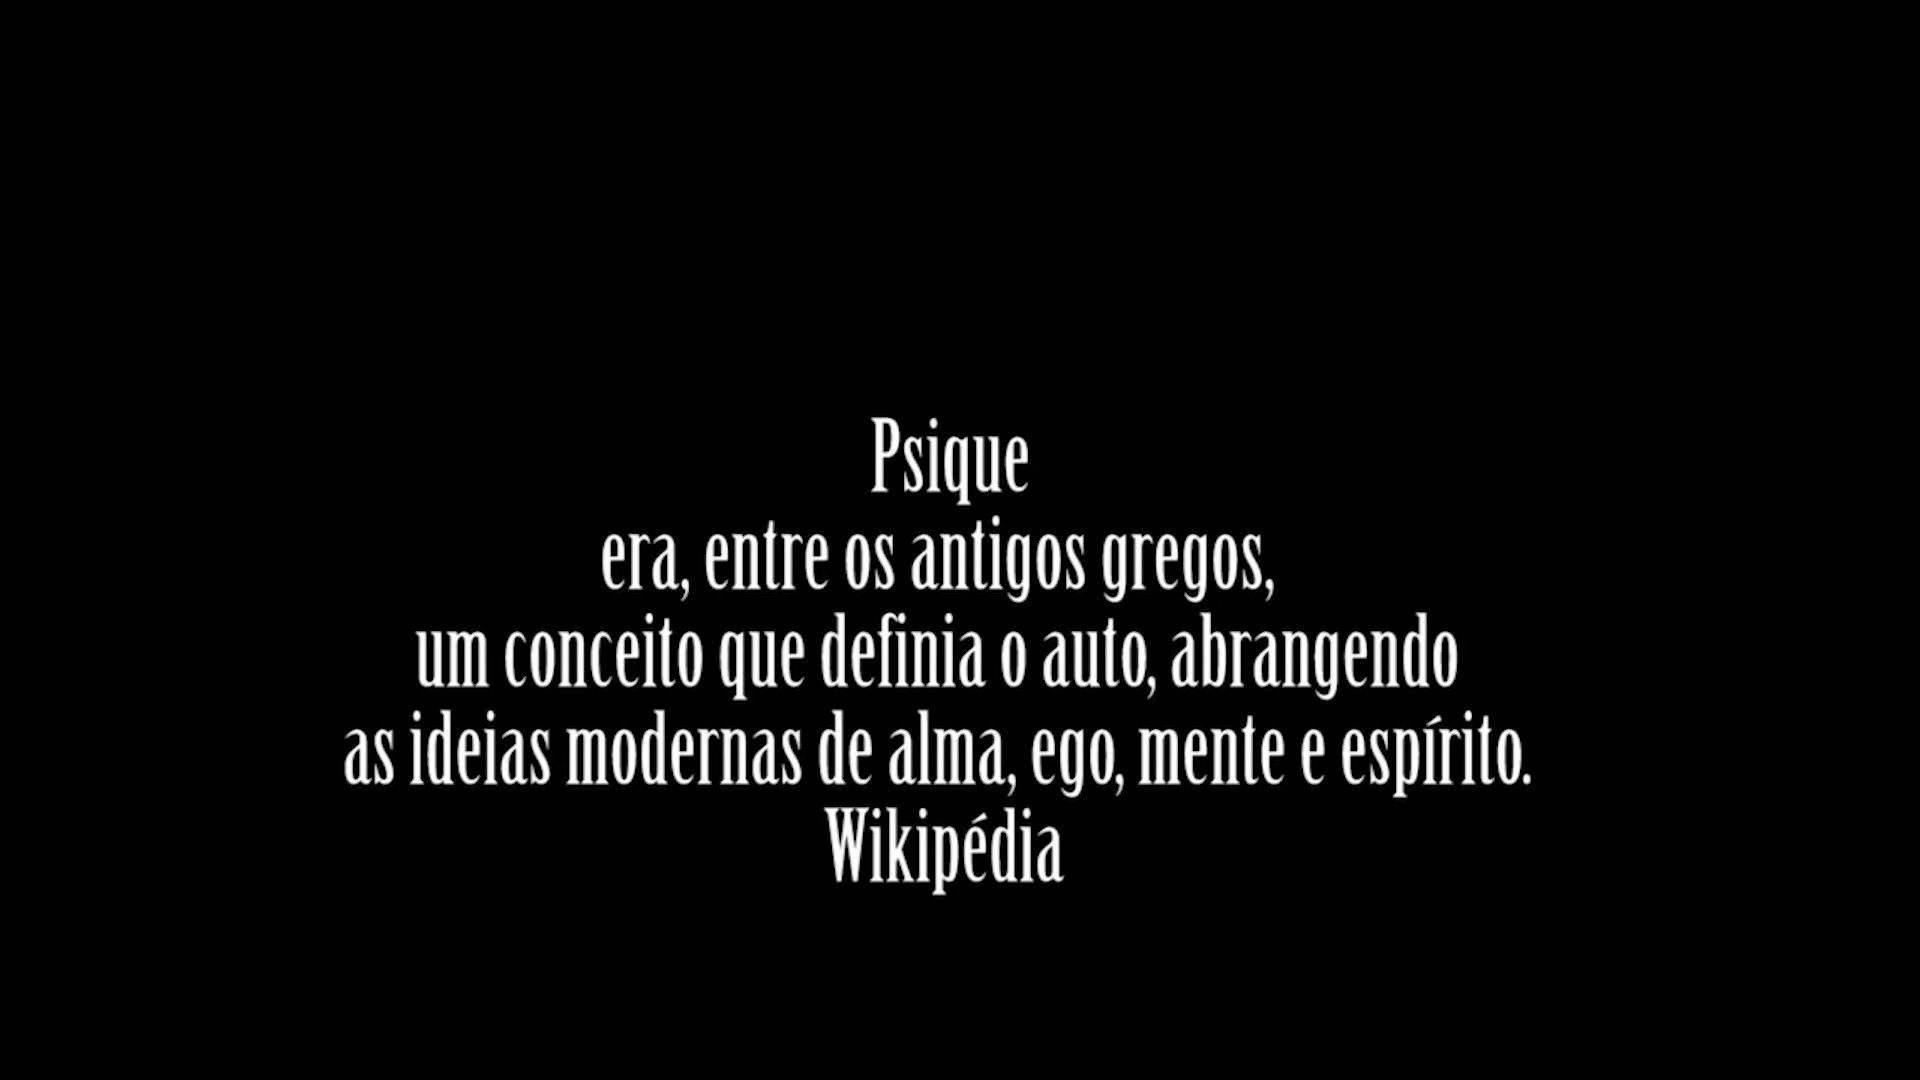 Psique
era, entre os antigos gregos,
um conceito que definia o auto, abrangendo
as ideias modernas de alma, ego, mente e espírito.
Wikipédia